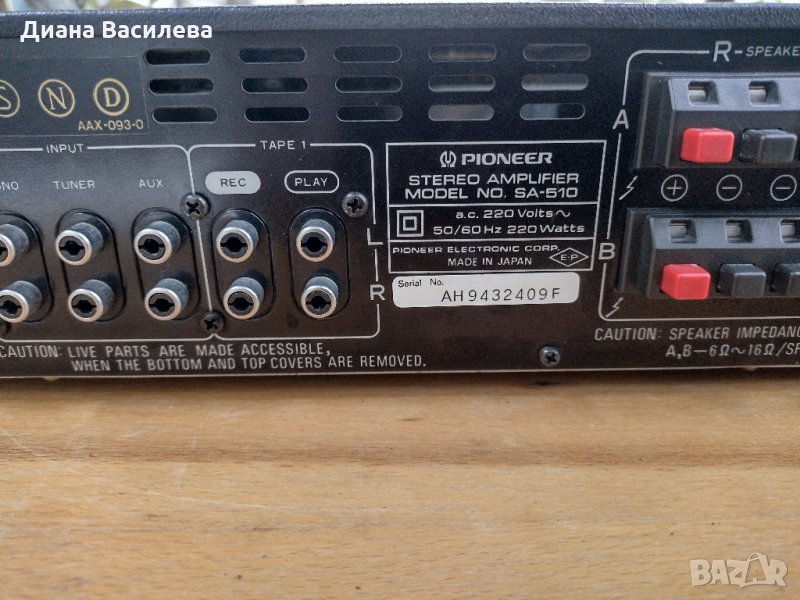 Диана Василева
S N D
AAX-093-0
INPUT
TUNER AUX
TAPE 1
REC PLAY
L
R
PIONEER
STEREO AMPLIFIER
MODEL NO. SA-510
a.c. 220 Volts~
50/60 Hz 220 Watts
PIONEER ELECTRONIC CORP.
MADE IN JAPAN
E·P
Serial No.
AH9432409F
R-SPEAKE
A
+ - -
B
CAUTION: LIVE PARTS ARE MADE ACCESSIBLE,
WHEN THE BOTTOM AND TOP COVERS ARE REMOVED.
CAUTION: SPEAKER IMPEDAN
A,B-6Ω~16Ω/SP
BAZAR